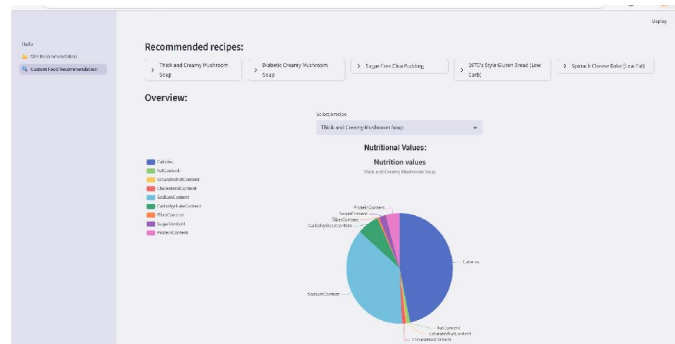 Deploy
Hello
Diet Recommendation
Custom Food Recommendation
Recommended recipes:
Thick and Creamy Mushroom
Soup
Diabetic Creamy Mushroom
Soup
Sugar Free Chia Pudding
1970's Style Gluten Bread (Low
Carb)
Spinach Cheese Bake (Low Fat)
Overview:
Select a recipe
Thick and Creamy Mushroom Soup
Nutritional Values:
Nutrition values
Thick and Creamy Mushroom Soup
Calories
FatContent
SaturatedFatContent
CholesterolContent
SodiumContent
CarbohydrateContent
FiberContent
SugarContent
ProteinContent
ProteinContent
SugarContent
FiberContent
CarbohydrateContent
Calories
SodiumContent
FatContent
SaturatedFatContent
CholesterolContent